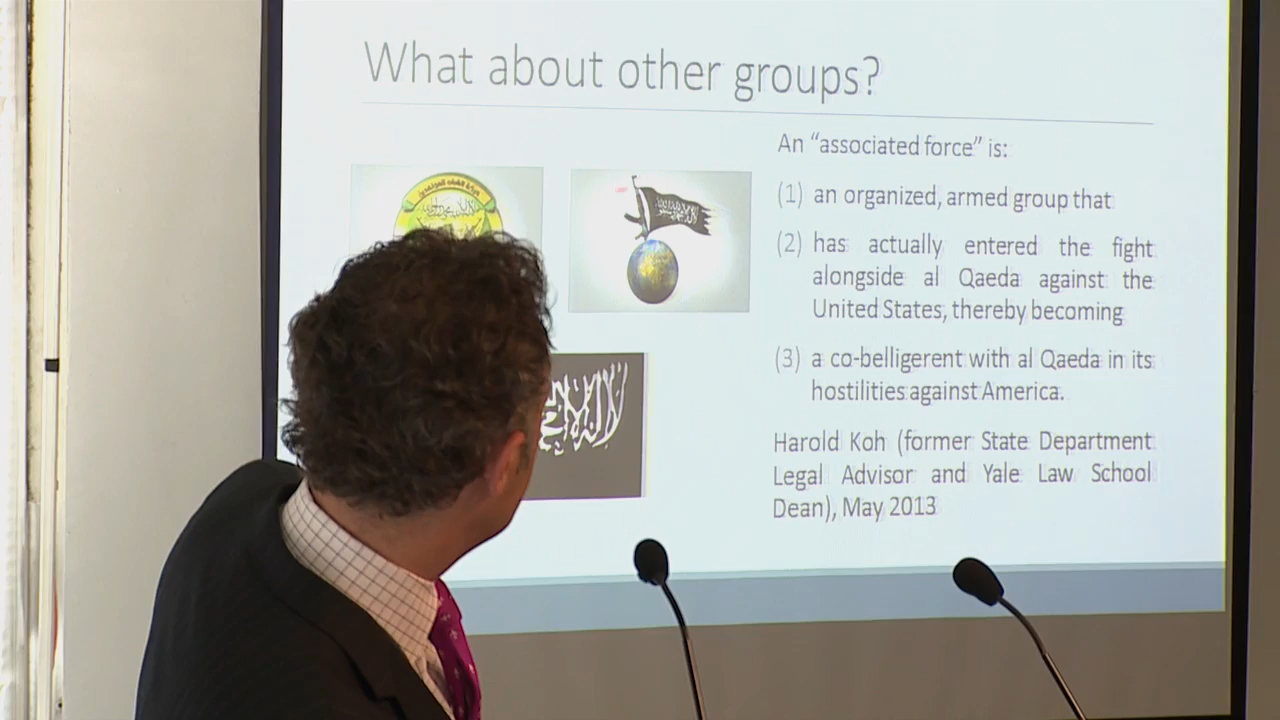 What about other groups?
An “associated force” is:
(1) an organized, armed group that
(2) has actually entered the fight
alongside al Qaeda against the
United States, thereby becoming
(3) a co-belligerent with al Qaeda in its
hostilities against America.
Harold Koh (former State Department
Legal Advisor and Yale Law School
Dean), May 2013